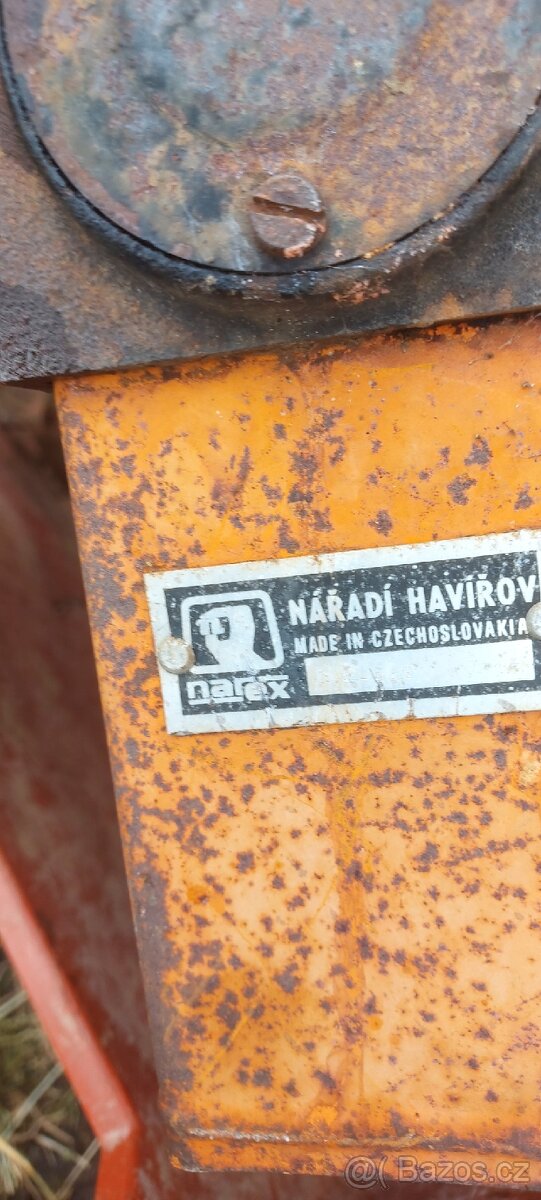 NÁŘADÍ HAVÍŘOV
MADE IN CZECHOSLOVAKIA
narex
Bazos.cz